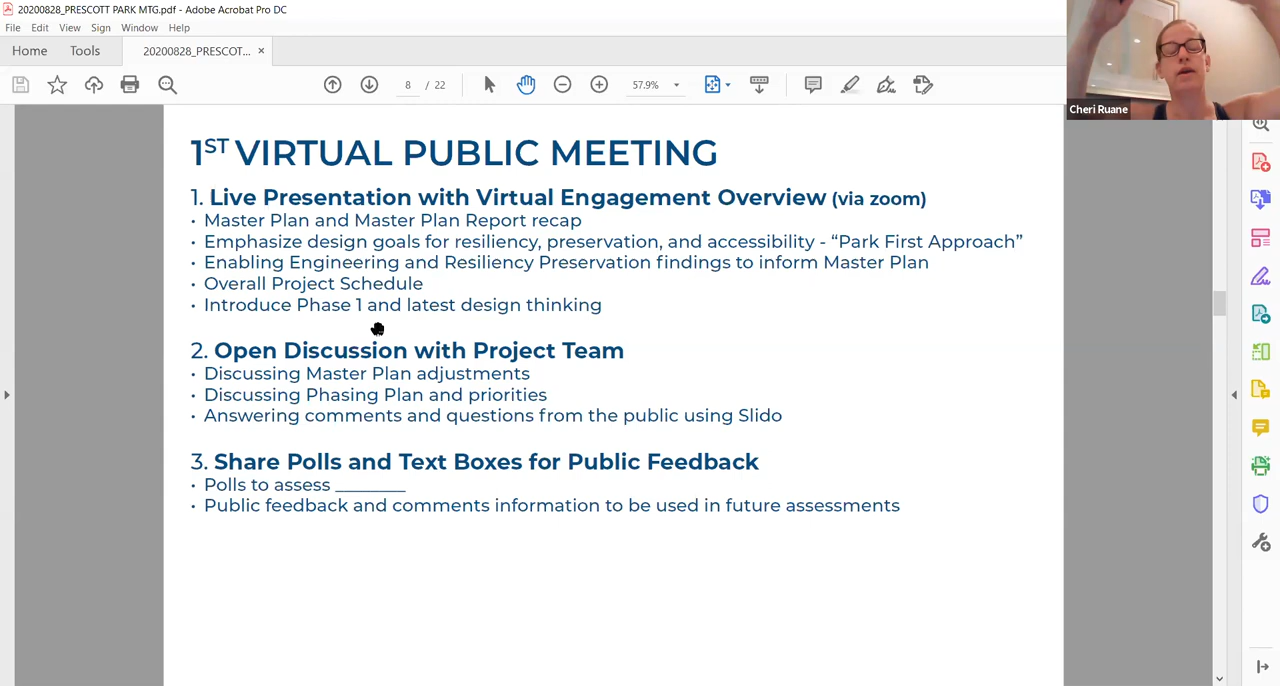 20200828_PRESCOTT PARK MTG.pdf - Adobe Acrobat Pro DC
File Edit View Sign Window Help
Home Tools 20200828_PRESCOT... ×
8 / 22 57.9%
Cheri Ruane
1ST VIRTUAL PUBLIC MEETING
1. Live Presentation with Virtual Engagement Overview (via zoom)
• Master Plan and Master Plan Report recap
• Emphasize design goals for resiliency, preservation, and accessibility - “Park First Approach”
• Enabling Engineering and Resiliency Preservation findings to inform Master Plan
• Overall Project Schedule
• Introduce Phase 1 and latest design thinking
2. Open Discussion with Project Team
• Discussing Master Plan adjustments
• Discussing Phasing Plan and priorities
• Answering comments and questions from the public using Slido
3. Share Polls and Text Boxes for Public Feedback
• Polls to assess ________
• Public feedback and comments information to be used in future assessments